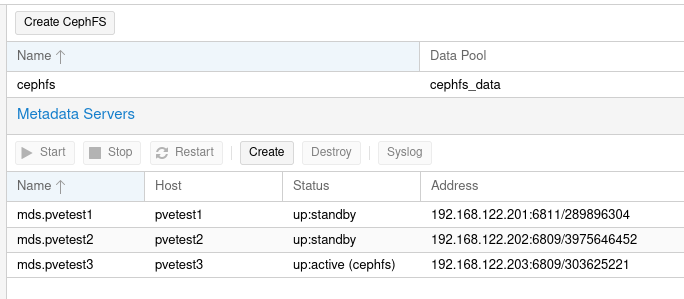 Create CephFS
Name Data Pool
cephfs cephfs_data
Metadata Servers
Start Stop Restart Create Destroy Syslog
Name Host Status Address
mds.pvetest1 pvetest1 up:standby 192.168.122.201:6811/289896304
mds.pvetest2 pvetest2 up:standby 192.168.122.202:6809/3975646452
mds.pvetest3 pvetest3 up:active (cephfs) 192.168.122.203:6809/303625221